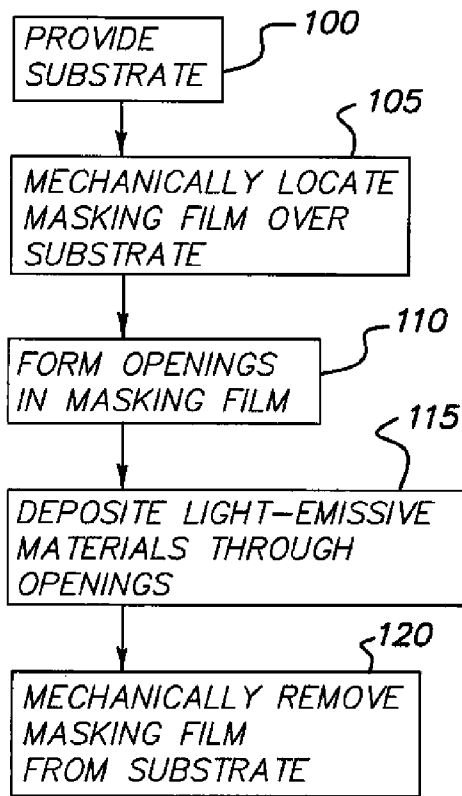 PROVIDE
SUBSTRATE
100
105
MECHANICALLY LOCATE
MASKING FILM OVER
SUBSTRATE
110
FORM OPENINGS
IN MASKING FILM
115
DEPOSITE LIGHT-EMISSIVE
MATERIALS THROUGH
OPENINGS
120
MECHANICALLY REMOVE
MASKING FILM
FROM SUBSTRATE